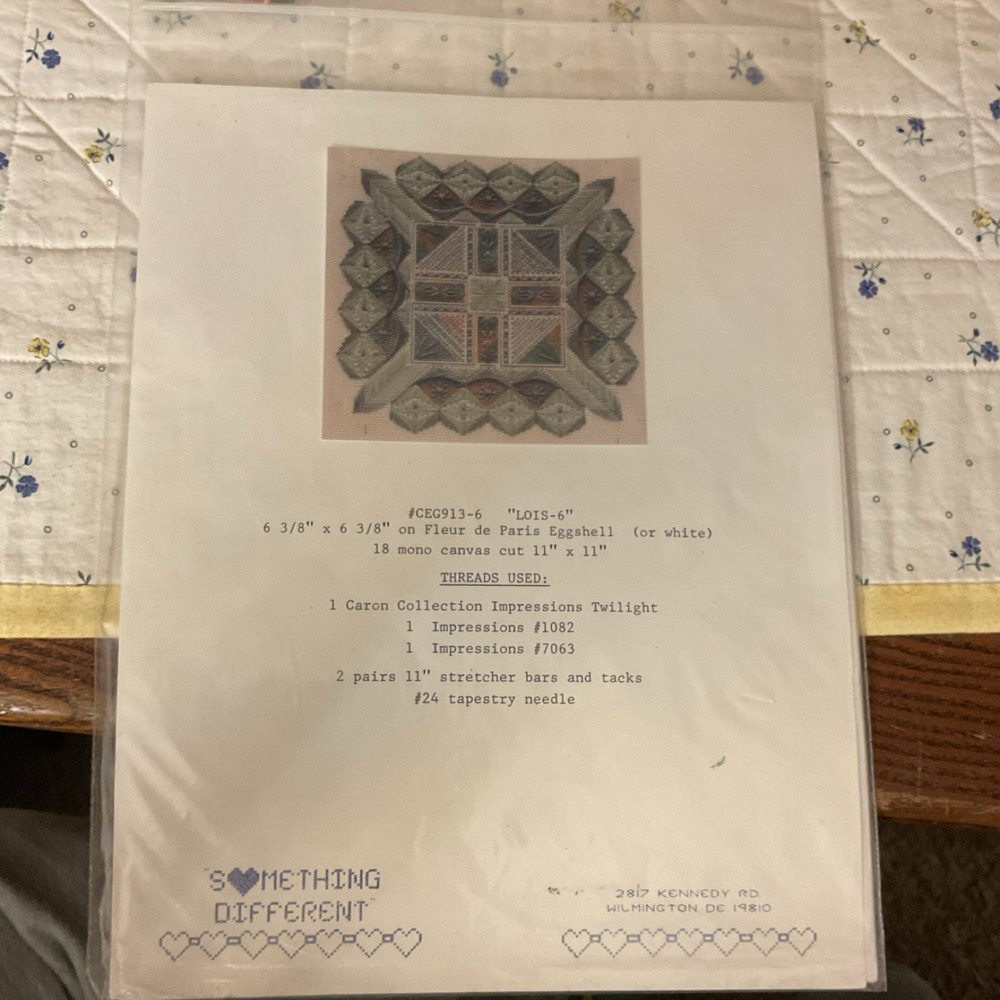 #CEG913-6 "LOIS-6"
6 3/8" x 6 3/8" on Fleur de Paris Eggshell (or white)
18 mono canvas cut 11" x 11"
THREADS USED:
1 Caron Collection Impressions Twilight
1 Impressions #1082
1 Impressions #7063
2 pairs 11" stretcher bars and tacks
#24 tapestry needle
S♥METHING
DIFFERENT™
2817 KENNEDY RD.
WILMINGTON, DE 19810